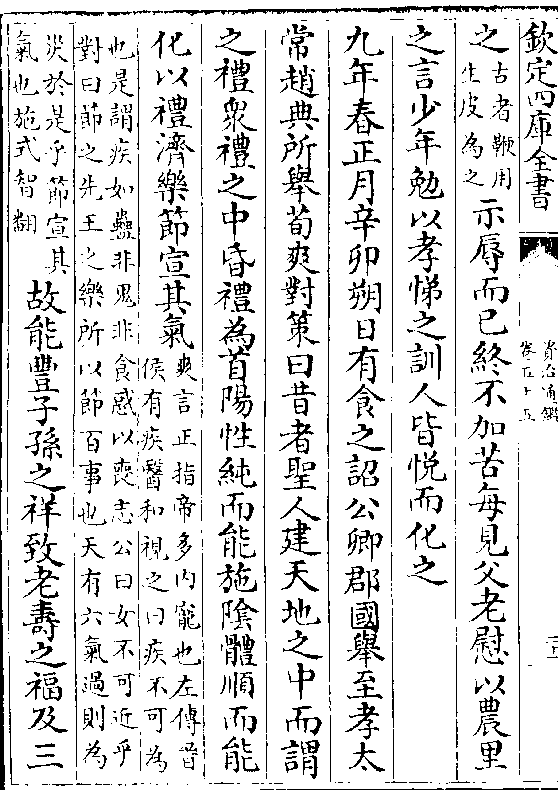 欽定四庫全書
資治通鑑
卷五十五
之古者鞭用生皮為之示辱而已終不加苦每見父老慰以農里
之言少年勉以孝悌之訓人皆悅而化之
九年春正月辛卯朔日有食之詔公卿郡國舉至孝太
常趙典所舉荀爽對策曰昔者聖人建天地之中而謂
之禮衆禮之中昏禮為首陽性純而能施陰體順而能
化以禮濟樂節宣其氣爽言正指帝多內寵也左傳晉侯有疾醫和視之曰疾不可為
也是謂疾如蠱非鬼非食惑以喪志公曰女不可近乎
對曰節之先王之樂所以節百事也天有六氣過則為
災於是乎節宣其氣也施式智翻故能豐子孫之祥致老壽之福及三